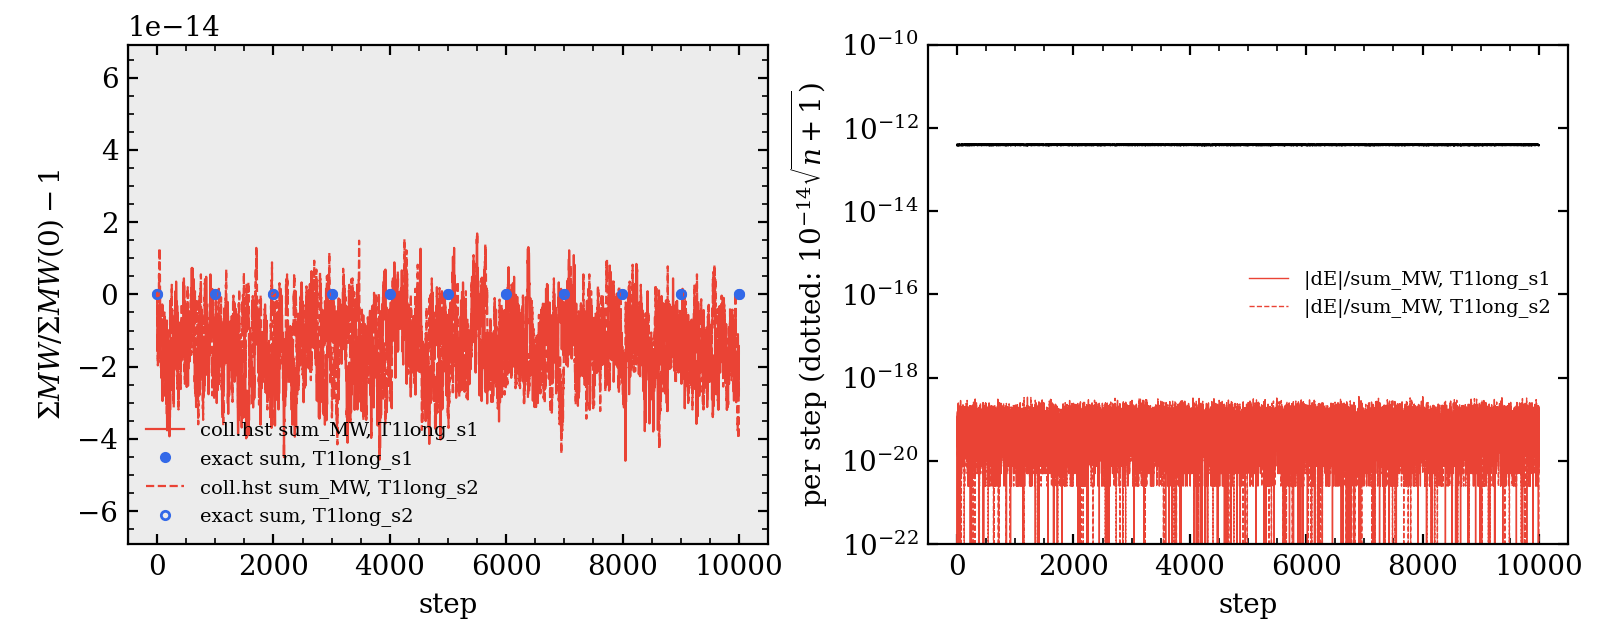 1e−14
6
4
2
0
−2
−4
−6
ΣMW/ΣMW(0) − 1
coll.hst sum_MW, T1long_s1
exact sum, T1long_s1
coll.hst sum_MW, T1long_s2
exact sum, T1long_s2
0 2000 4000 6000 8000 10000
step
10⁻¹⁰
10⁻¹²
10⁻¹⁴
10⁻¹⁶
10⁻¹⁸
10⁻²⁰
10⁻²²
per step (dotted: 10⁻¹⁴√n + 1)
|dE|/sum_MW, T1long_s1
|dE|/sum_MW, T1long_s2
0 2000 4000 6000 8000 10000
step